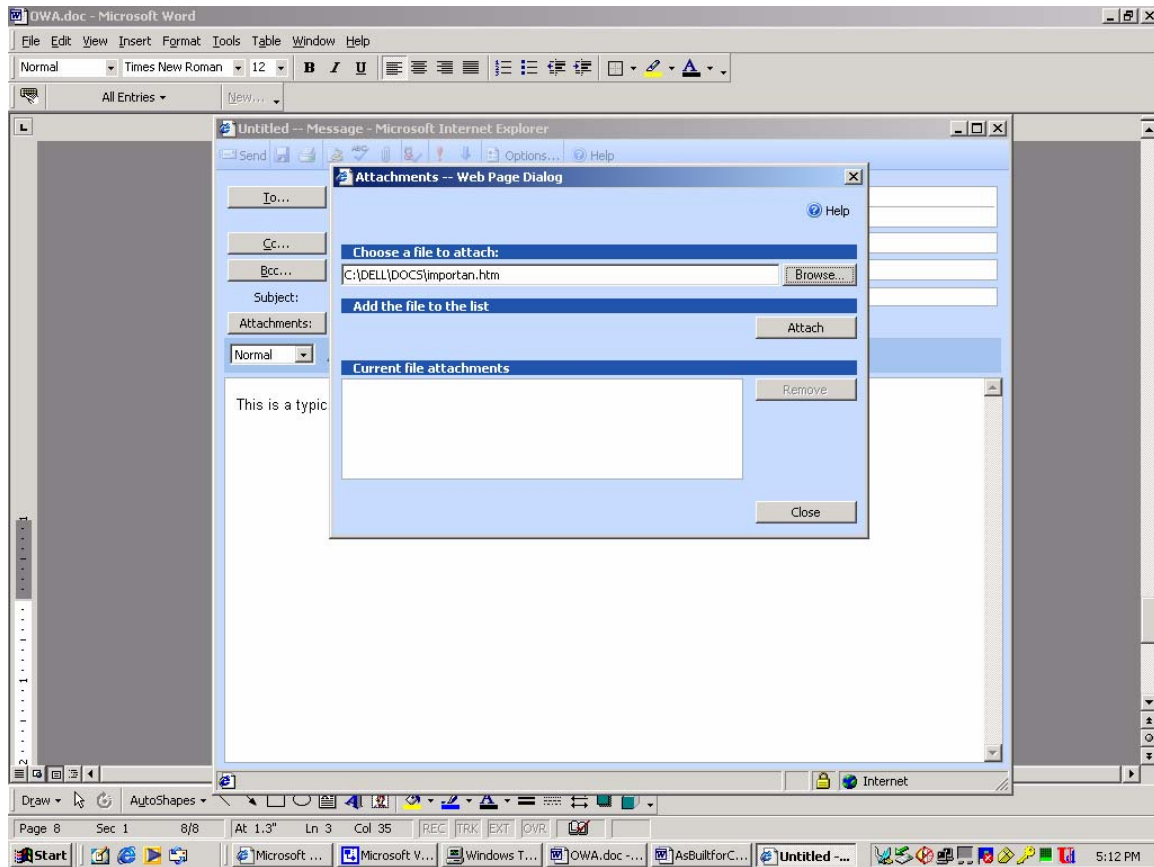 OWA.doc - Microsoft Word
File Edit View Insert Format Tools Table Window Help
Normal Times New Roman 12 B I U A
All Entries New...
L
Untitled -- Message - Microsoft Internet Explorer
Send ABC Options... Help
Attachments -- Web Page Dialog
To...
Help
Cc...
Choose a file to attach:
Bcc...
C:\DELL\DOCS\importan.htm Browse...
Subject:
Add the file to the list
Attachments:
Attach
Normal
Current file attachments
Remove
This is a typic
Close
Internet
Draw AutoShapes A A
Page 8 Sec 1 8/8 At 1.3" Ln 3 Col 35 REC TRK EXT OVR
Start Microsoft ... Microsoft V... Windows T... OWA.doc -... AsBuiltforC... Untitled -... 5:12 PM